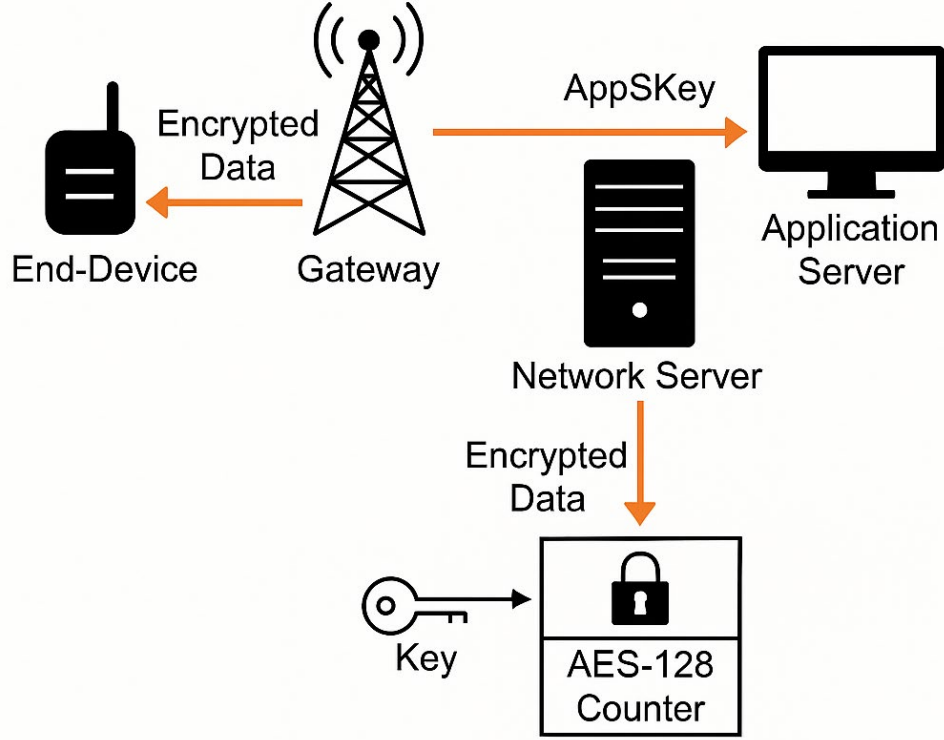 AppSKey
Encrypted
Data
End-Device
Gateway
Application
Server
Network Server
Encrypted
Data
Key
AES-128
Counter